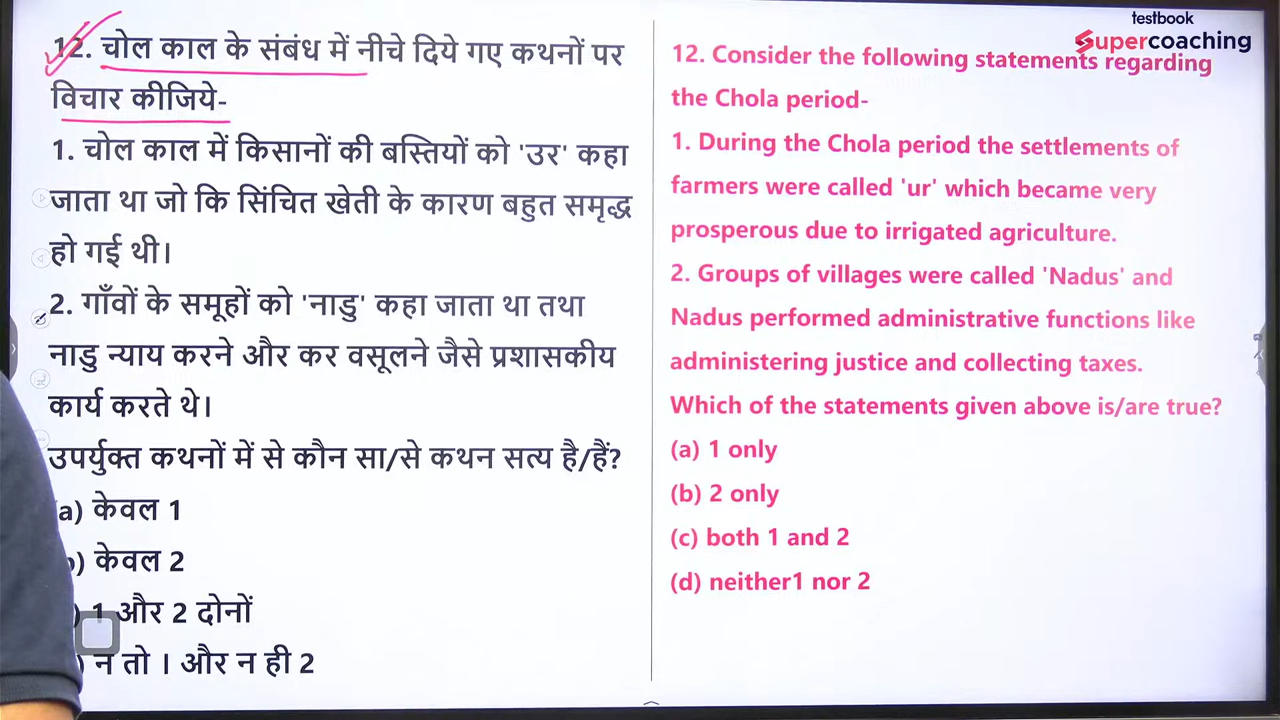 12. चोल काल के संबंध में नीचे दिये गए कथनों पर
विचार कीजिये-
1. चोल काल में किसानों की बस्तियों को 'उर' कहा
जाता था जो कि सिंचित खेती के कारण बहुत समृद्ध
हो गई थी।
2. गाँवों के समूहों को 'नाडु' कहा जाता था तथा
नाडु न्याय करने और कर वसूलने जैसे प्रशासकीय
कार्य करते थे।
उपर्युक्त कथनों में से कौन सा/से कथन सत्य है/हैं?
a) केवल 1
) केवल 2
) 1 और 2 दोनों
) न तो । और न ही 2
testbook
Supercoaching
12. Consider the following statements regarding
the Chola period-
1. During the Chola period the settlements of
farmers were called 'ur' which became very
prosperous due to irrigated agriculture.
2. Groups of villages were called 'Nadus' and
Nadus performed administrative functions like
administering justice and collecting taxes.
Which of the statements given above is/are true?
(a) 1 only
(b) 2 only
(c) both 1 and 2
(d) neither1 nor 2